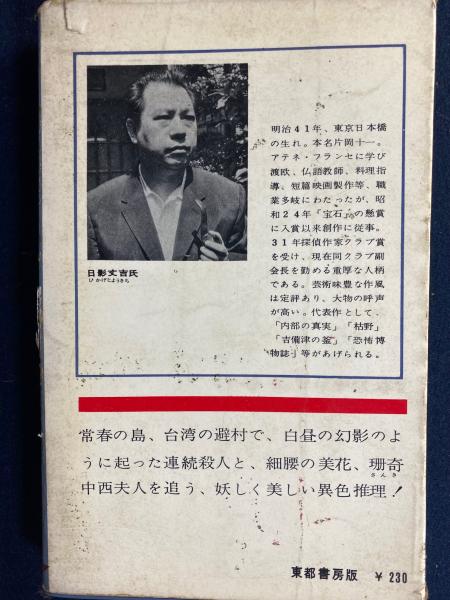 日影丈吉氏
ひかげじょうきち
明治41年、東京日本橋
の生れ。本名片岡十一。
アテネ・フランセに学び
渡欧、仏語教師、料理指
導、短篇映画製作等、職
業多岐にわたったが、昭
和24年「宝石」の懸賞
に入賞以来創作に従事。
31年探偵作家クラブ賞
を受け、現在同クラブ副
会長を勤める重厚な人柄
である。芸術味豊な作風
は定評あり、大物の呼声
が高い。代表作として、
「内部の真実」「枯野」
「吉備津の釜」「恐怖博
物誌」等があげられる。
常春の島、台湾の避村で、白昼の幻影のよ
うに起った連続殺人と、細腰の美花、珊奇
さんき
中西夫人を追う、妖しく美しい異色推理！
東都書房版 ¥ 230